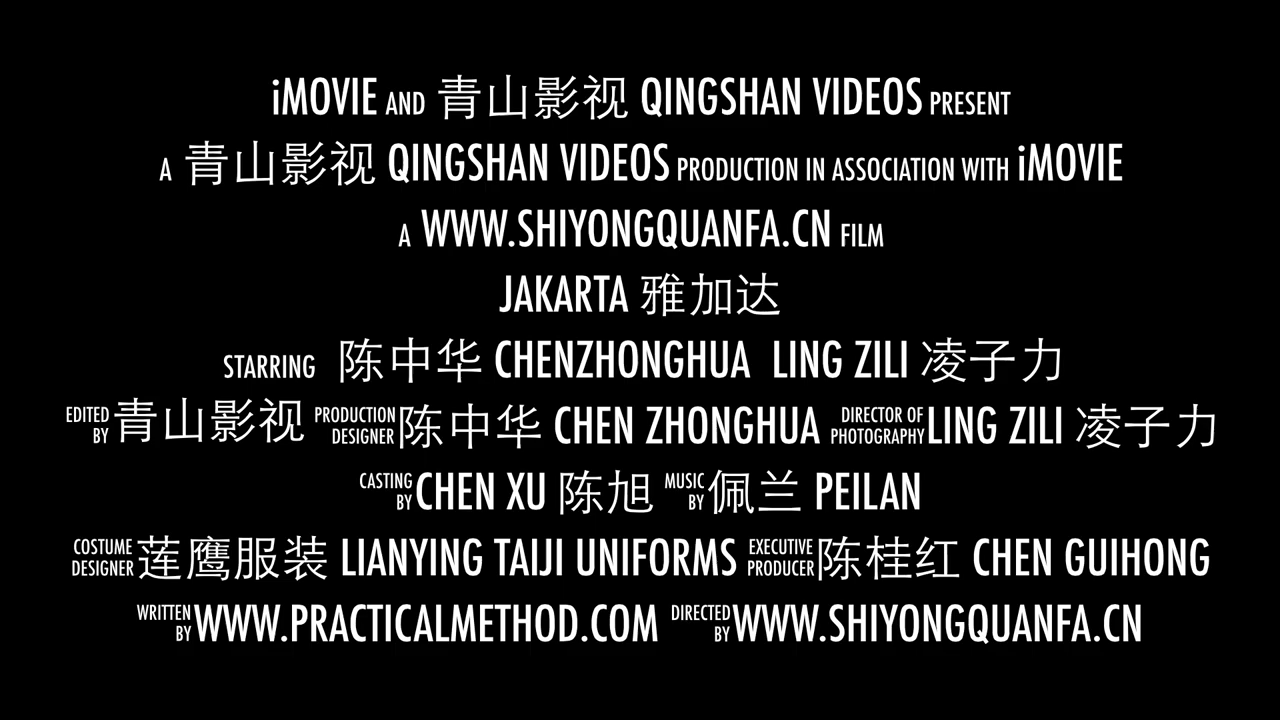 iMOVIE AND 青山影视 QINGSHAN VIDEOS PRESENT
A 青山影视 QINGSHAN VIDEOS PRODUCTION IN ASSOCIATION WITH iMOVIE
A WWW.SHIYONGQUANFA.CN FILM
JAKARTA 雅加达
STARRING 陈中华 CHENZHONGHUA LING ZILI 凌子力
EDITED BY 青山影视 PRODUCTION DESIGNER 陈中华 CHEN ZHONGHUA DIRECTOR OF PHOTOGRAPHY LING ZILI 凌子力
CASTING BY CHEN XU 陈旭 MUSIC BY 佩兰 PEILAN
COSTUME DESIGNER 莲鹰服装 LIANYING TAIJI UNIFORMS EXECUTIVE PRODUCER 陈桂红 CHEN GUIHONG
WRITTEN BY WWW.PRACTICALMETHOD.COM DIRECTED BY WWW.SHIYONGQUANFA.CN